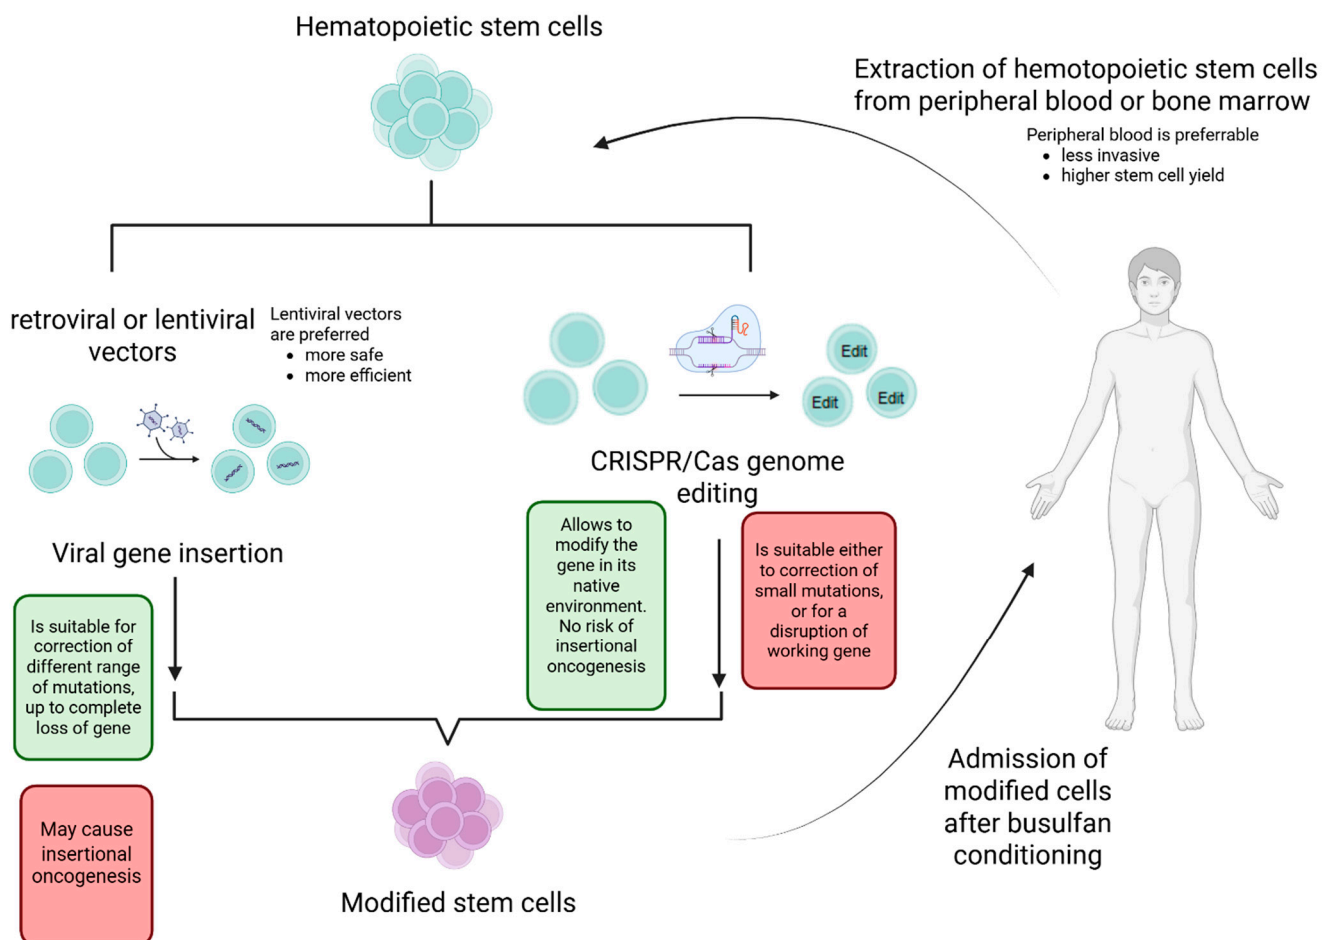 Hematopoietic stem cells
Extraction of hemotopoietic stem cells
from peripheral blood or bone marrow
Peripheral blood is preferrable
• less invasive
• higher stem cell yield
retroviral or lentiviral
vectors
Lentiviral vectors
are preferred
• more safe
• more efficient
Edit
Edit
Edit
CRISPR/Cas genome
editing
Viral gene insertion
Is suitable for
correction of
different range
of mutations,
up to complete
loss of gene
May cause
insertional
oncogenesis
Allows to
modify the
gene in its
native
environment.
No risk of
insertional
oncogenesis
Is suitable either
to correction of
small mutations,
or for a
disruption of
working gene
Modified stem cells
Admission of
modified cells
after busulfan
conditioning